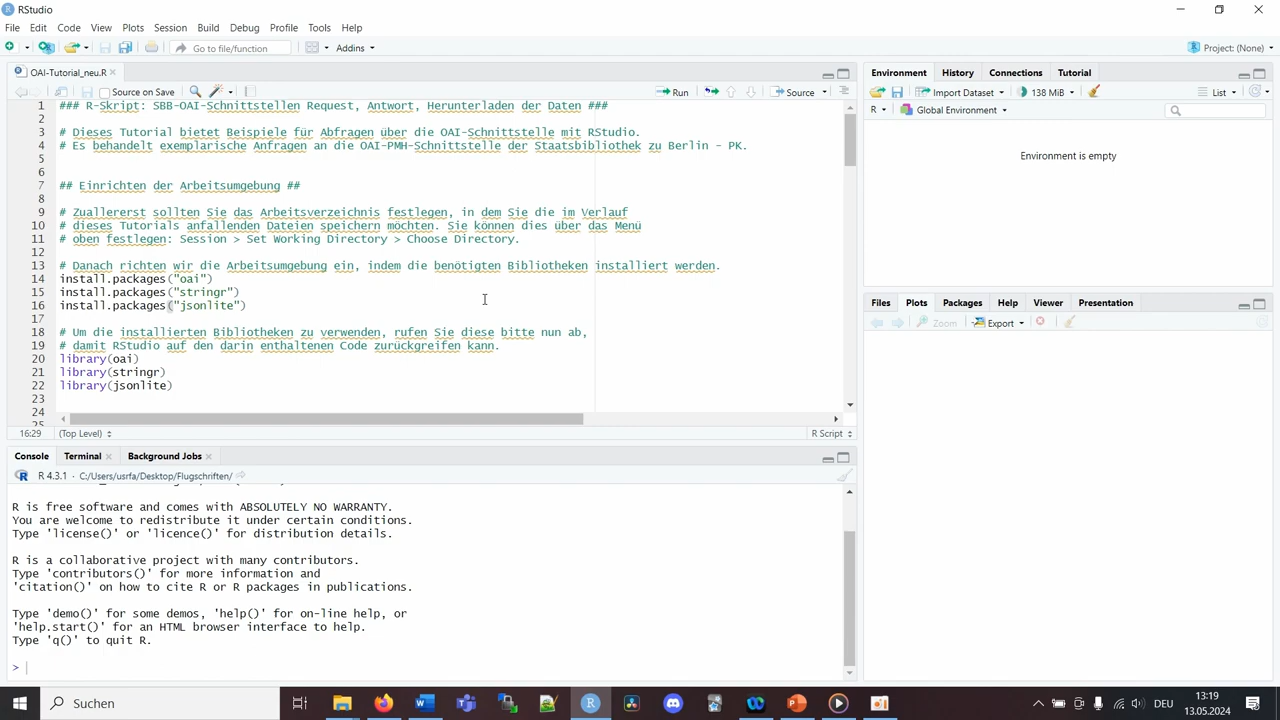 RStudio
File Edit Code View Plots Session Build Debug Profile Tools Help
Go to file/function Addins Project: (None)
OAI-Tutorial_neu.R
Source on Save Run Source
1 ### R-Skript: SBB-OAI-Schnittstellen Request, Antwort, Herunterladen der Daten ###
2
3 # Dieses Tutorial bietet Beispiele für Abfragen über die OAI-Schnittstelle mit RStudio.
4 # Es behandelt exemplarische Anfragen an die OAI-PMH-Schnittstelle der Staatsbibliothek zu Berlin - PK.
5
6
7 ## Einrichten der Arbeitsumgebung ##
8
9 # Zuallererst sollten Sie das Arbeitsverzeichnis festlegen, in dem Sie die im Verlauf
10 # dieses Tutorials anfallenden Dateien speichern möchten. Sie können dies über das Menü
11 # oben festlegen: Session > Set Working Directory > Choose Directory.
12
13 # Danach richten wir die Arbeitsumgebung ein, indem die benötigten Bibliotheken installiert werden.
14 install.packages("oai")
15 install.packages("stringr")
16 install.packages("jsonlite")
17
18 # Um die installierten Bibliotheken zu verwenden, rufen Sie diese bitte nun ab,
19 # damit RStudio auf den darin enthaltenen Code zurückgreifen kann.
20 library(oai)
21 library(stringr)
22 library(jsonlite)
23
24
25
16:29 (Top Level) R Script
Console Terminal Background Jobs
R 4.3.1 · C:/Users/usrfa/Desktop/Flugschriften/
R is free software and comes with ABSOLUTELY NO WARRANTY.
You are welcome to redistribute it under certain conditions.
Type 'license()' or 'licence()' for distribution details.
R is a collaborative project with many contributors.
Type 'contributors()' for more information and
'citation()' on how to cite R or R packages in publications.
Type 'demo()' for some demos, 'help()' for on-line help, or
'help.start()' for an HTML browser interface to help.
Type 'q()' to quit R.
>
Environment History Connections Tutorial
Import Dataset 138 MiB List
R Global Environment
Environment is empty
Files Plots Packages Help Viewer Presentation
Zoom Export
Suchen
DEU
13:19
13.05.2024